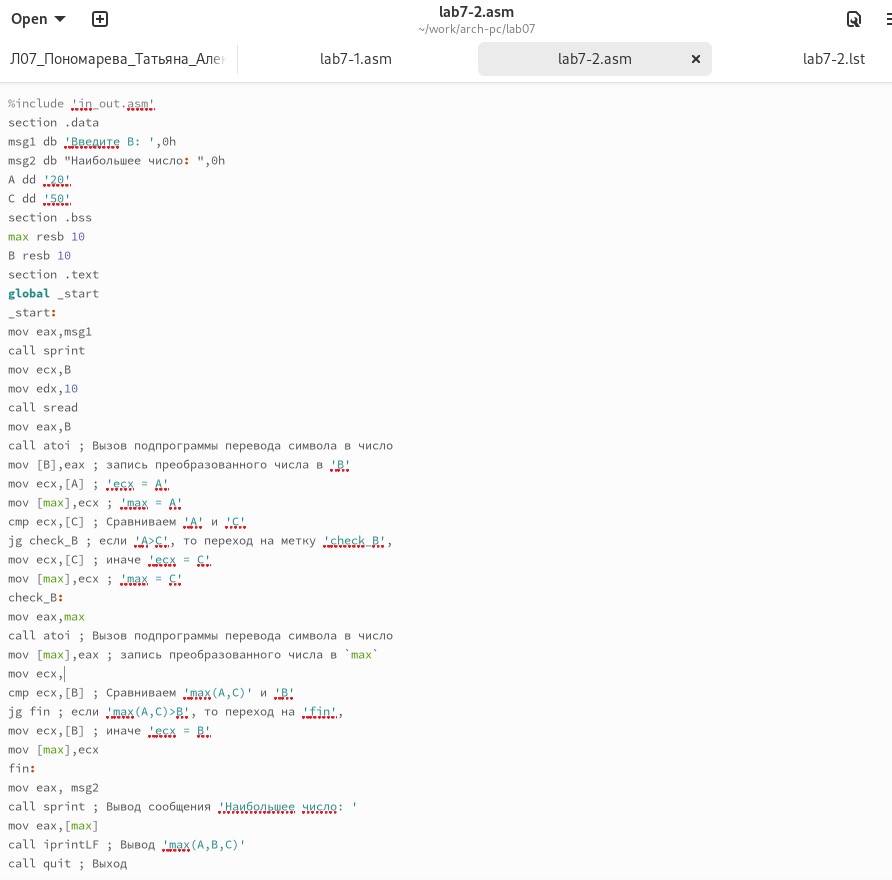 Open
lab7-2.asm
~/work/arch-pc/lab07
Л07_Пономарева_Татьяна_Але
lab7-1.asm
lab7-2.asm
lab7-2.lst
%include 'in_out.asm'
section .data
msg1 db 'Введите B: ',0h
msg2 db "Наибольшее число: ",0h
A dd '20'
C dd '50'
section .bss
max resb 10
B resb 10
section .text
global _start
_start:
mov eax,msg1
call sprint
mov ecx,B
mov edx,10
call sread
mov eax,B
call atoi ; Вызов подпрограммы перевода символа в число
mov [B],eax ; запись преобразованного числа в 'B'
mov ecx,[A] ; 'ecx = A'
mov [max],ecx ; 'max = A'
cmp ecx,[C] ; Сравниваем 'A' и 'C'
jg check_B ; если 'A>C', то переход на метку 'check_B',
mov ecx,[C] ; иначе 'ecx = C'
mov [max],ecx ; 'max = C'
check_B:
mov eax,max
call atoi ; Вызов подпрограммы перевода символа в число
mov [max],eax ; запись преобразованного числа в `max`
mov ecx,
cmp ecx,[B] ; Сравниваем 'max(A,C)' и 'B'
jg fin ; если 'max(A,C)>B', то переход на 'fin',
mov ecx,[B] ; иначе 'ecx = B'
mov [max],ecx
fin:
mov eax, msg2
call sprint ; Вывод сообщения 'Наибольшее число: '
mov eax,[max]
call iprintLF ; Вывод 'max(A,B,C)'
call quit ; Выход